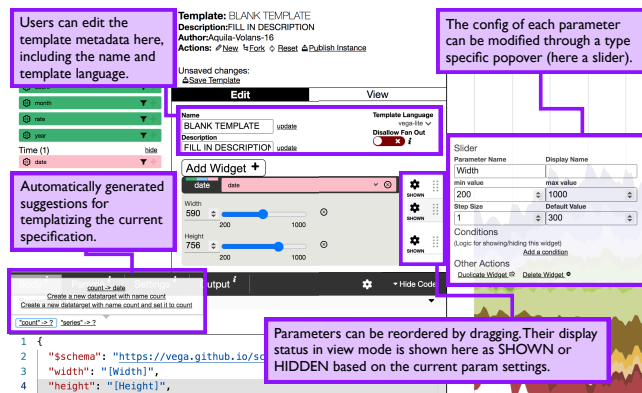 Users can edit the
template metadata here,
including the name and
template language.
Template: BLANK TEMPLATE
Description:FILL IN DESCRIPTION
Author:Aquila-Volans-16
Actions: New Fork Reset Publish Instance
Unsaved changes:
Save Template
The config of each parameter
can be modified through a type
specific popover (here a slider).
Edit
View
month
rate
year
Time (1) hide
date
Name
BLANK TEMPLATE update
Description
FILL IN DESCRIPTION update
Template Language
vega-lite
Disallow Fan Out
x i
Add Widget +
date date
SHOWN
Width
590
200 1000
SHOWN
Height
756
200 1000
SHOWN
Slider
Parameter Name Display Name
Width
min value max value
200 1000
Step Size Default Value
1 300
Conditions
(Logic for showing/hiding this widget)
Add a condition
Other Actions
Duplicate Widget Delete Widget
Automatically generated
suggestions for
templatizing the current
specification.
Body Settings Output i Hide Code
count -> date
Create a new datatarget with name count
Create a new datatarget with name count and set it to count
"count" -> ? "series" -> ?
Parameters can be reordered by dragging. Their display
status in view mode is shown here as SHOWN or
HIDDEN based on the current param settings.
1 {
2 "$schema": "https://vega.github.io/sc
3 "width": "[Width]",
4 "height": "[Height]",